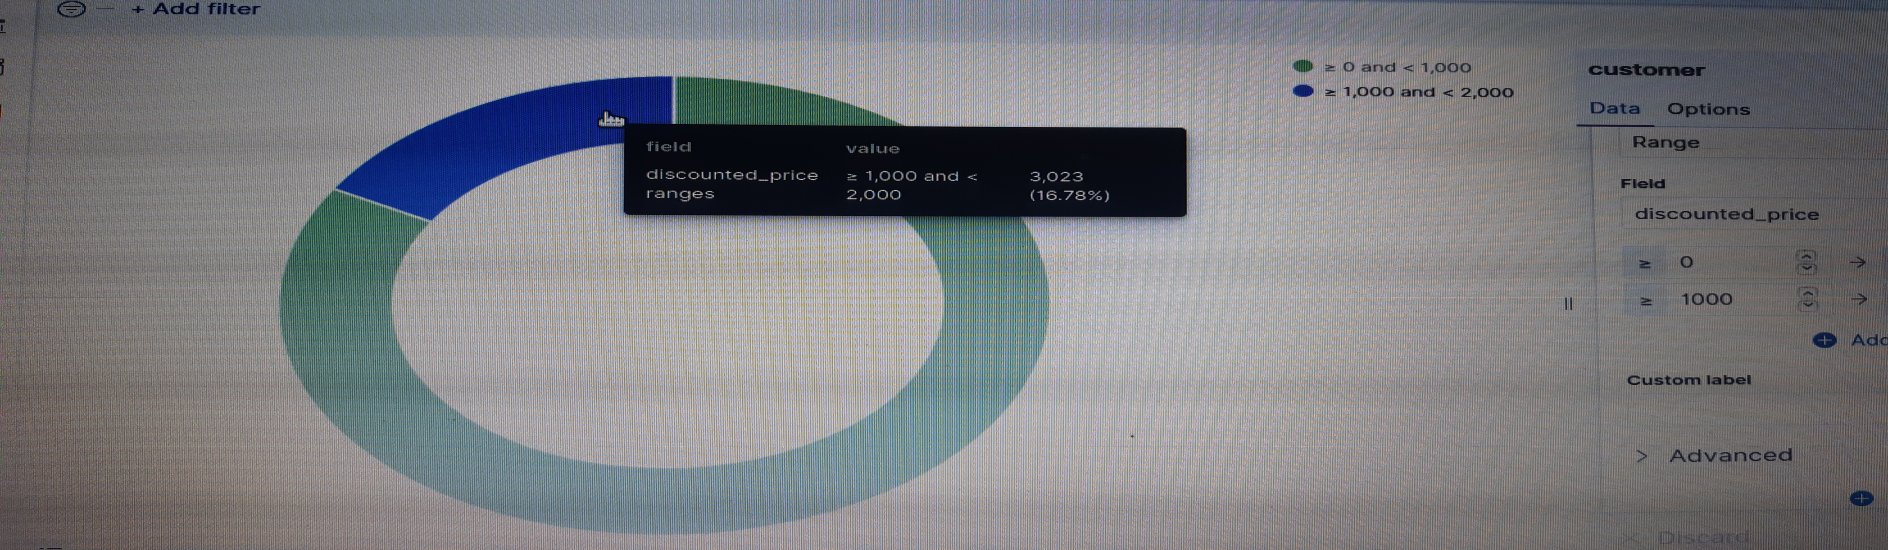 + Add filter
≥ 0 and < 1,000
≥ 1,000 and < 2,000
field value
discounted_price ≥ 1,000 and < 3,023
ranges 2,000 (16.78%)
customer
Data Options
Range
Field
discounted_price
≥ 0 →
≥ 1000 →
Custom label
> Advanced
× Discard